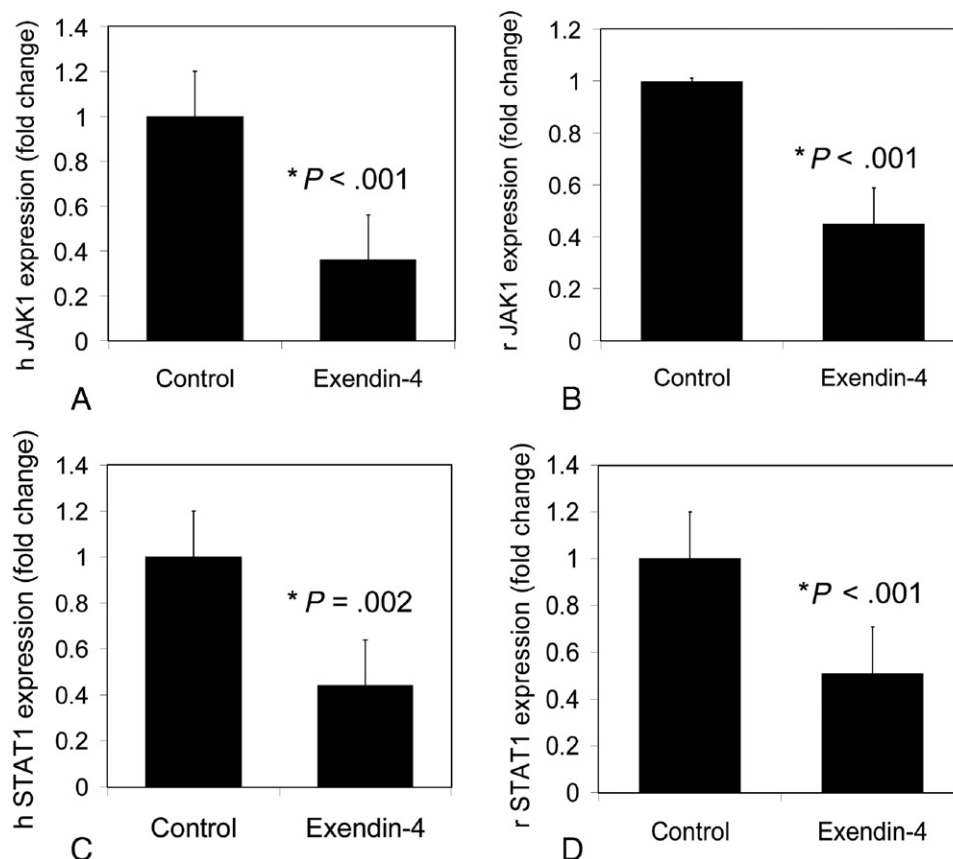 h JAK1 expression (fold change)
1.4
1.2
1
0.8
0.6
0.4
0.2
0
* P < .001
Control
Exendin-4
A
r JAK1 expression (fold change)
1.2
1
0.8
0.6
0.4
0.2
0
* P < .001
Control
Exendin-4
B
h STAT1 expression (fold change)
1.4
1.2
1
0.8
0.6
0.4
0.2
0
* P = .002
Control
Exendin-4
C
r STAT1 expression (fold change)
1.4
1.2
1
0.8
0.6
0.4
0.2
0
*P < .001
Control
Exendin-4
D